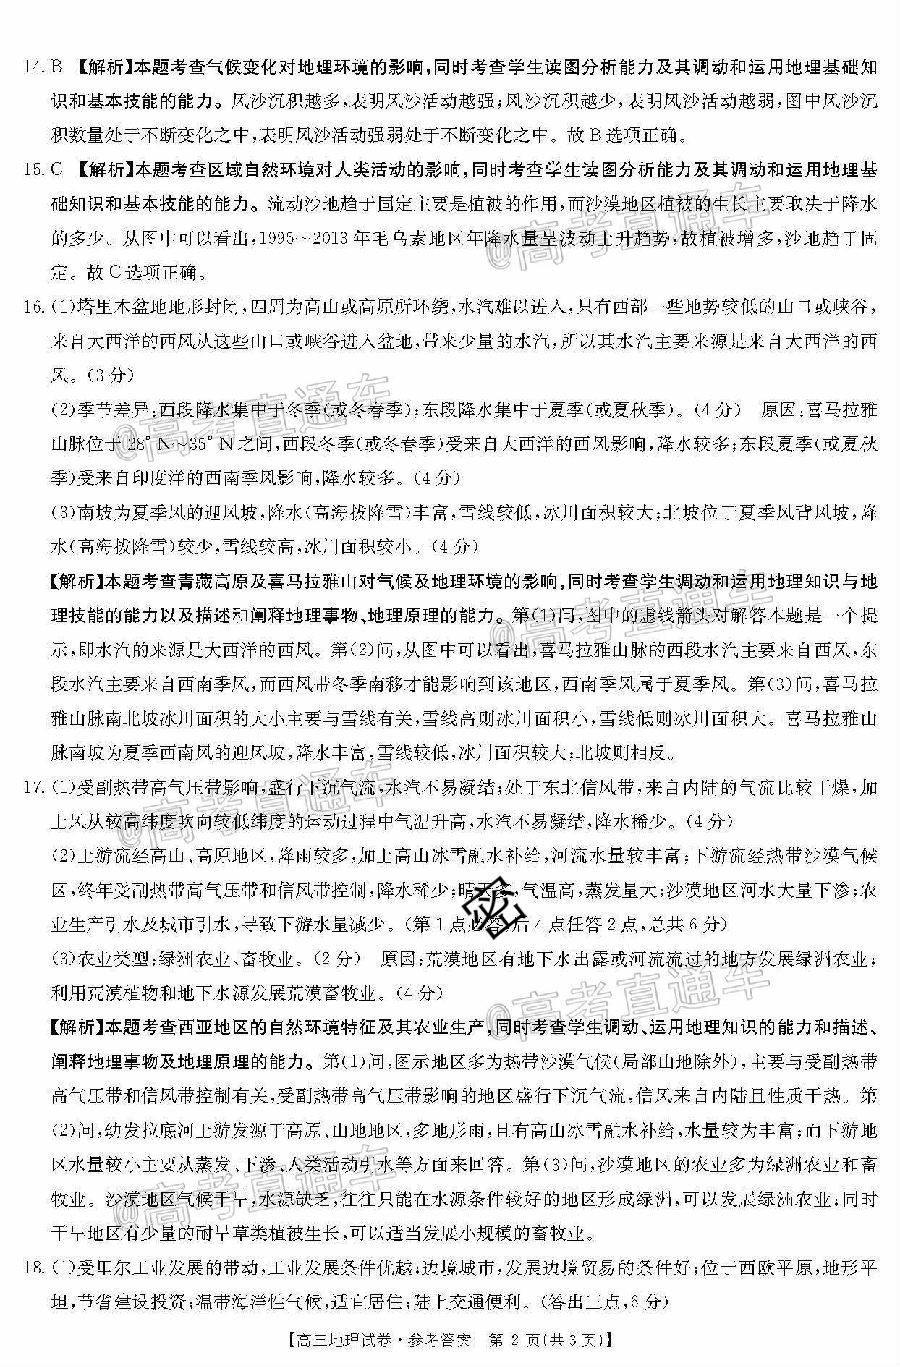 14. B 【解析】本题考查气候变化对地理环境的影响,同时考查学生读图分析能力及其调动和运用地理基础知
识和基本技能的能力。风沙沉积越多,表明风沙活动越强;风沙沉积越少,表明风沙活动越弱,图中风沙沉
积数量处于不断变化之中,表明风沙活动强弱处于不断变化之中。故B选项正确。
15. C 【解析】本题考查区域自然环境对人类活动的影响,同时考查学生读图分析能力及其调动和运用地理基
础知识和基本技能的能力。流动沙地趋于固定主要是植被的作用,而沙漠地区植被的生长主要取决于降水
的多少。从图中可以看出,1995~2013年毛乌素地区年降水量呈波动上升趋势,故植被增多,沙地趋于固
定。故C选项正确。
16. (1)塔里木盆地地形封闭,四周为高山或高原所环绕,水汽难以进入,只有西部一些地势较低的山口或峡谷,
来自大西洋的西风从这些山口或峡谷进入盆地,带来少量的水汽,所以其水汽主要来源是来自大西洋的西
风。(3分)
(2)季节差异:西段降水集中于冬季(或冬春季);东段降水集中于夏季(或夏秋季)。(4分) 原因:喜马拉雅
山脉位于28°N~35°N之间,西段冬季(或冬春季)受来自大西洋的西风影响,降水较多;东段夏季(或夏秋
季)受来自印度洋的西南季风影响,降水较多。(4分)
(3)南坡为夏季风的迎风坡,降水(高海拔降雪)丰富,雪线较低,冰川面积较大;北坡位于夏季风背风坡,降
水(高海拔降雪)较少,雪线较高,冰川面积较小。(4分)
【解析】本题考查青藏高原及喜马拉雅山对气候及地理环境的影响,同时考查学生调动和运用地理知识与地
理技能的能力以及描述和阐释地理事物、地理原理的能力。第(1)问,图中的虚线箭头对解答本题是一个提
示,即水汽的来源是大西洋的西风。第(2)问,从图中可以看出,喜马拉雅山脉的西段水汽主要来自西风,东
段水汽主要来自西南季风,而西风带冬季南移才能影响到该地区,西南季风属于夏季风。第(3)问,喜马拉
雅山脉南北坡冰川面积的大小主要与雪线有关,雪线高则冰川面积小,雪线低则冰川面积大。喜马拉雅山
脉南坡为夏季西南风的迎风坡,降水丰富,雪线较低,冰川面积较大;北坡则相反。
17. (1)受副热带高气压带影响,盛行下沉气流,水汽不易凝结;处于东北信风带,来自内陆的气流比较干燥,加
上风从较高纬度吹向较低纬度的运动过程中气温升高,水汽不易凝结,降水稀少。(4分)
(2)上游流经高山、高原地区,降雨较多,加上高山冰雪融水补给,河流水量较丰富;下游流经热带沙漠气候
区,终年受副热带高气压带和信风带控制,降水稀少;晴天多,气温高,蒸发量大;沙漠地区河水大量下渗;农
业生产引水及城市引水,导致下游水量减少。(第1点必答,后4点任答2点,总共6分)
(3)农业类型:绿洲农业、畜牧业。(2分) 原因:荒漠地区有地下水出露或河流流过的地方发展绿洲农业;
利用荒漠植物和地下水源发展荒漠畜牧业。(4分)
【解析】本题考查西亚地区的自然环境特征及其农业生产,同时考查学生调动、运用地理知识的能力和描述、
阐释地理事物及地理原理的能力。第(1)问,图示地区多为热带沙漠气候(局部山地除外),主要与受副热带
高气压带和信风带控制有关,受副热带高气压带控制的地区盛行下沉气流,信风来自内陆且性质干热。第
(2)问,幼发拉底河上游发源于高原、山地地区,多地形雨,且有高山冰雪融水补给,水量较为丰富;而下游地
区水量较小主要从蒸发、下渗、人类活动引水等方面来回答。第(3)问,沙漠地区的农业多为绿洲农业和畜
牧业。沙漠地区气候干旱,水源缺乏,往往只能在水源条件较好的地区形成绿洲,可以发展绿洲农业;同时
干旱地区有少量的耐旱草类植被生长,可以适当发展小规模的畜牧业。
18. (1)受里尔工业发展的带动,工业发展条件优越;边境城市,发展边境贸易的条件好;位于西欧平原,地形平
坦,节省建设投资;温带海洋性气候,适宜居住;陆上交通便利。(答出三点,6分)
【高三地理试卷·参考答案 第2页(共3页)】
密
@高考直通车
@高考直通车
@高考直通车
@高考直通车
@高考直通车
@高考直通车